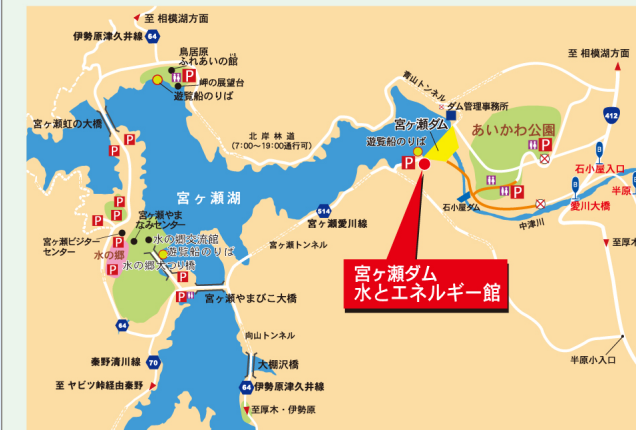 至 相模湖方面
伊勢原津久井線
64
鳥居原
ふれあいの館
P
岬の展望台
遊覧船のりば
宮ヶ瀬虹の大橋
P
P
北岸林道
(7:00〜19:00通行可)
青山トンネル
ダム管理事務所
宮ヶ瀬ダム
遊覧船のりば
P
あいかわ公園
P
P
至 相模湖方面
412
石小屋入口
半原
愛川大橋
石小屋ダム
中津川
至厚木
半原小入口
宮ヶ瀬湖
514
宮ヶ瀬愛川線
宮ヶ瀬トンネル
宮ヶ瀬ダム
水とエネルギー館
P
P
P
宮ヶ瀬やま
なみセンター
宮ヶ瀬ビジター
センター
水の郷交流館
遊覧船のりば
水の郷
水の郷大つり橋
P
P
P
宮ヶ瀬やまびこ大橋
64
秦野清川線
70
至 ヤビツ峠経由秦野
向山トンネル
大棚沢橋
64
伊勢原津久井線
至厚木・伊勢原